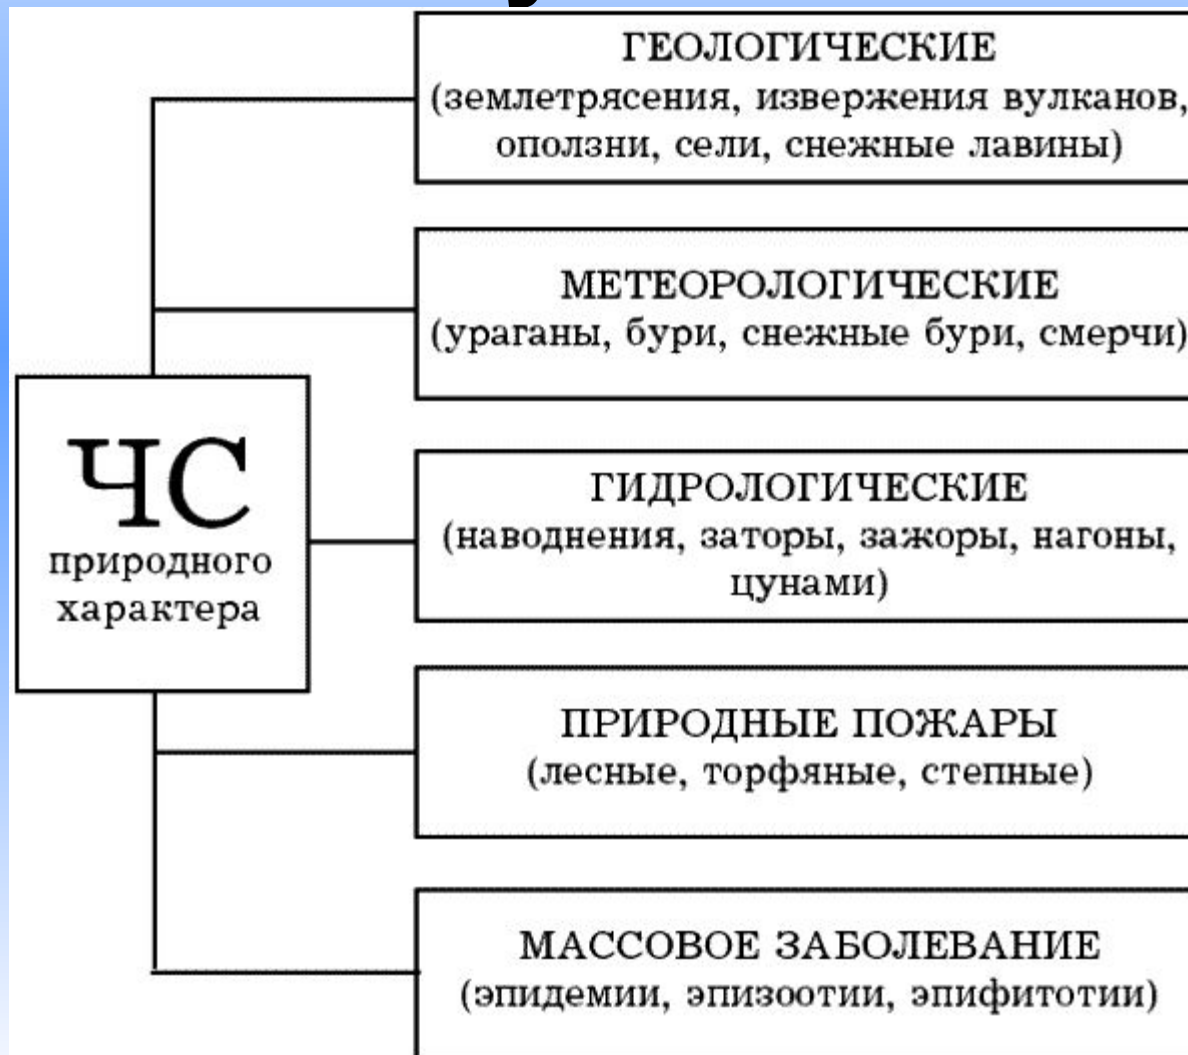 ГЕОЛОГИЧЕСКИЕ
(землетрясения, извержения вулканов,
оползни, сели, снежные лавины)
МЕТЕОРОЛОГИЧЕСКИЕ
(ураганы, бури, снежные бури, смерчи)
ЧС
природного
характера
ГИДРОЛОГИЧЕСКИЕ
(наводнения, заторы, зажоры, нагоны,
цунами)
ПРИРОДНЫЕ ПОЖАРЫ
(лесные, торфяные, степные)
МАССОВОЕ ЗАБОЛЕВАНИЕ
(эпидемии, эпизоотии, эпифитотии)